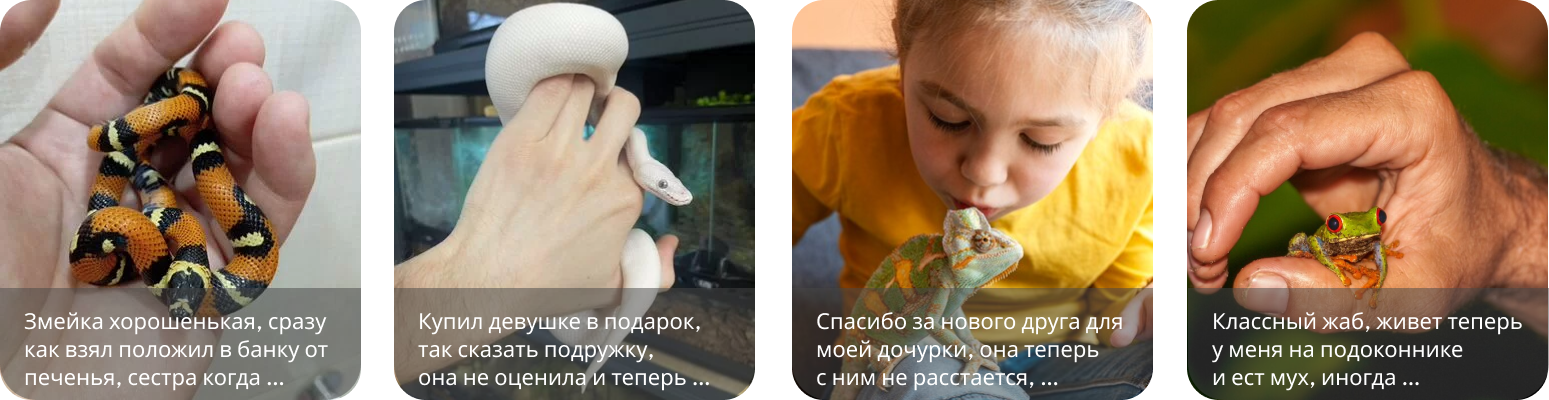 Змейка хорошенькая, сразу
как взял положил в банку от
печенья, сестра когда ...
Купил девушке в подарок,
так сказать подружку,
она не оценила и теперь ...
Спасибо за нового друга для
моей дочурки, она теперь
с ним не расстается, ...
Классный жаб, живет теперь
у меня на подоконнике
и ест мух, иногда ...